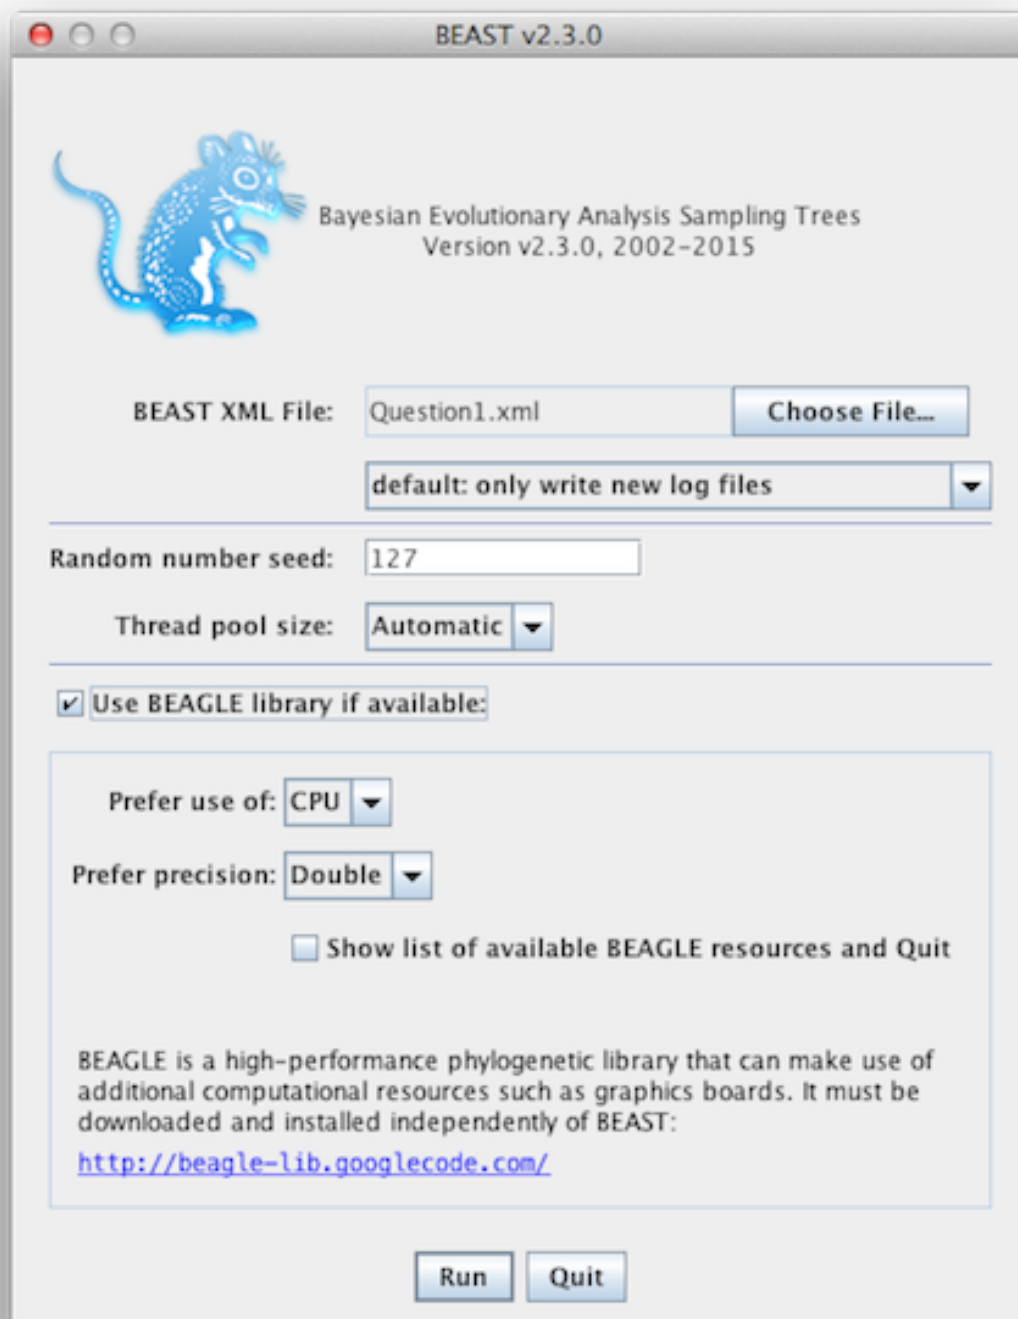 BEAST v2.3.0
Bayesian Evolutionary Analysis Sampling Trees
Version v2.3.0, 2002-2015
BEAST XML File: Question1.xml Choose File...
default: only write new log files
Random number seed: 127
Thread pool size: Automatic
Use BEAGLE library if available:
Prefer use of: CPU
Prefer precision: Double
Show list of available BEAGLE resources and Quit
BEAGLE is a high-performance phylogenetic library that can make use of
additional computational resources such as graphics boards. It must be
downloaded and installed independently of BEAST:
http://beagle-lib.googlecode.com/
Run Quit